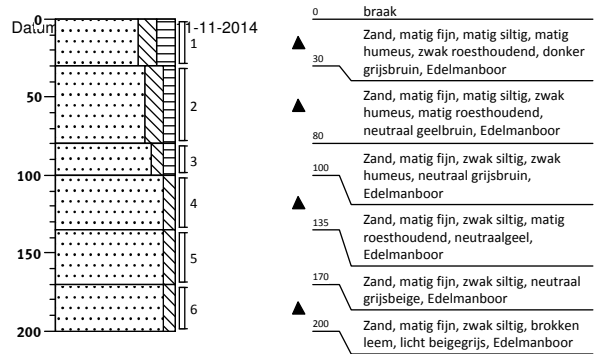 0
Datum
1-11-2014
50
100
150
200
1
2
3
4
5
6
0
braak
Zand, matig fijn, matig siltig, matig
humeus, zwak roesthoudend, donker
grijsbruin, Edelmanboor
30
Zand, matig fijn, matig siltig, zwak
humeus, matig roesthoudend,
neutraal geelbruin, Edelmanboor
80
Zand, matig fijn, zwak siltig, zwak
humeus, neutraal grijsbruin,
Edelmanboor
100
Zand, matig fijn, zwak siltig, matig
roesthoudend, neutraalgeel,
Edelmanboor
135
Zand, matig fijn, zwak siltig, neutraal
grijsbeige, Edelmanboor
170
Zand, matig fijn, zwak siltig, brokken
leem, licht beigegrijs, Edelmanboor
200